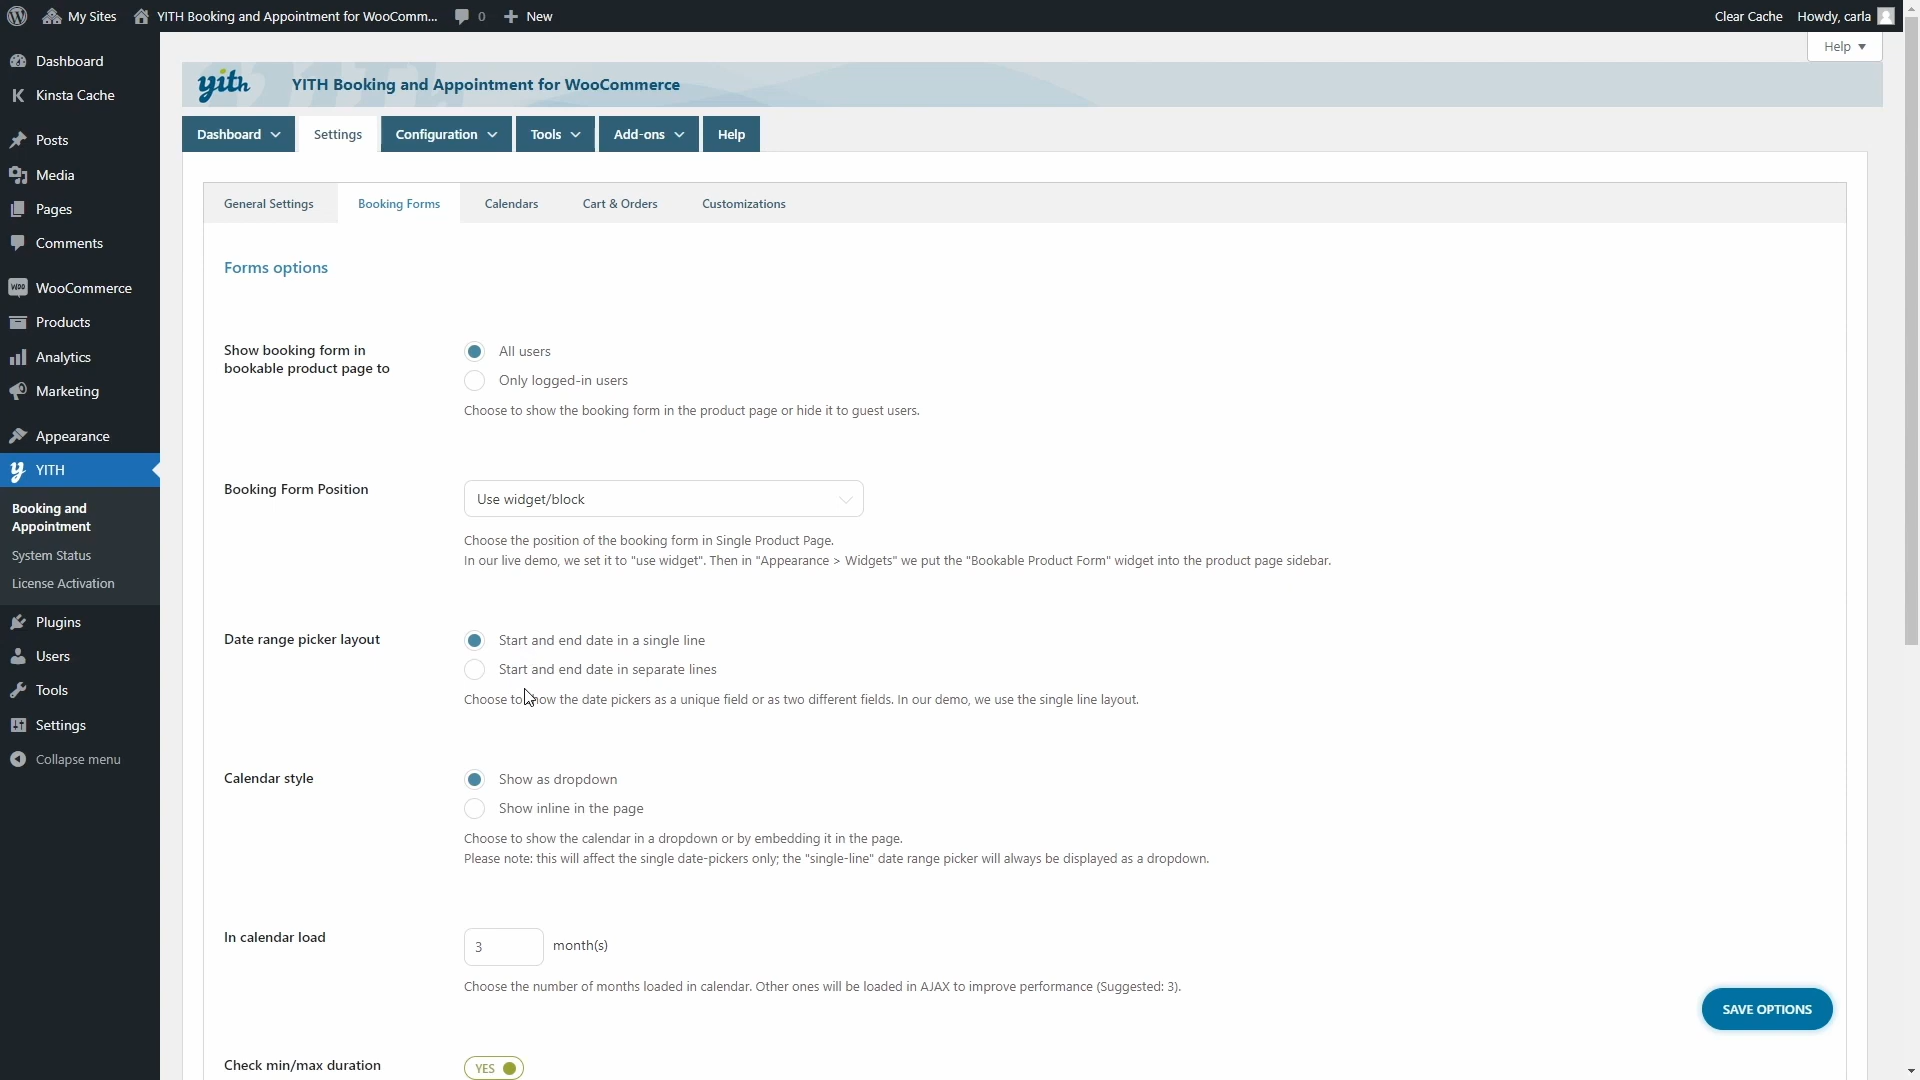 My Sites
YITH Booking and Appointment for WooComm...
0
New
Clear Cache
Howdy, carla
Help
Dashboard
Kinsta Cache
Posts
Media
Pages
Comments
WooCommerce
Products
Analytics
Marketing
Appearance
YITH
Booking and
Appointment
System Status
License Activation
Plugins
Users
Tools
Settings
Collapse menu
yith
YITH Booking and Appointment for WooCommerce
Dashboard
Settings
Configuration
Tools
Add-ons
Help
General Settings
Booking Forms
Calendars
Cart & Orders
Customizations
Forms options
Show booking form in
bookable product page to
All users
Only logged-in users
Choose to show the booking form in the product page or hide it to guest users.
Booking Form Position
Use widget/block
Choose the position of the booking form in Single Product Page.
In our live demo, we set it to "use widget". Then in "Appearance > Widgets" we put the "Bookable Product Form" widget into the product page sidebar.
Date range picker layout
Start and end date in a single line
Start and end date in separate lines
Choose to show the date pickers as a unique field or as two different fields. In our demo, we use the single line layout.
Calendar style
Show as dropdown
Show inline in the page
Choose to show the calendar in a dropdown or by embedding it in the page.
Please note: this will affect the single date-pickers only; the "single-line" date range picker will always be displayed as a dropdown.
In calendar load
3
month(s)
Choose the number of months loaded in calendar. Other ones will be loaded in AJAX to improve performance (Suggested: 3).
SAVE OPTIONS
Check min/max duration
YES